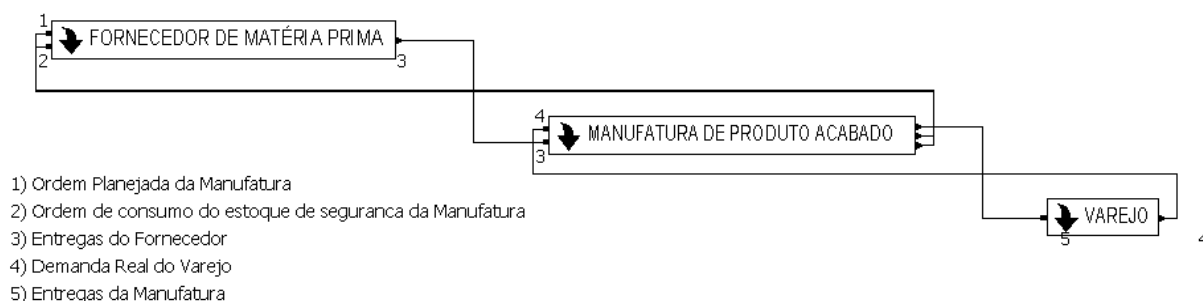 1
FORNECEDOR DE MATÉRIA PRIMA
2
3
4
MANUFATURA DE PRODUTO ACABADO
3
1) Ordem Planejada da Manufatura
2) Ordem de consumo do estoque de seguranca da Manufatura
VAREJO
5
4
3) Entregas do Fornecedor
4) Demanda Real do Varejo
5) Entregas da Manufatura